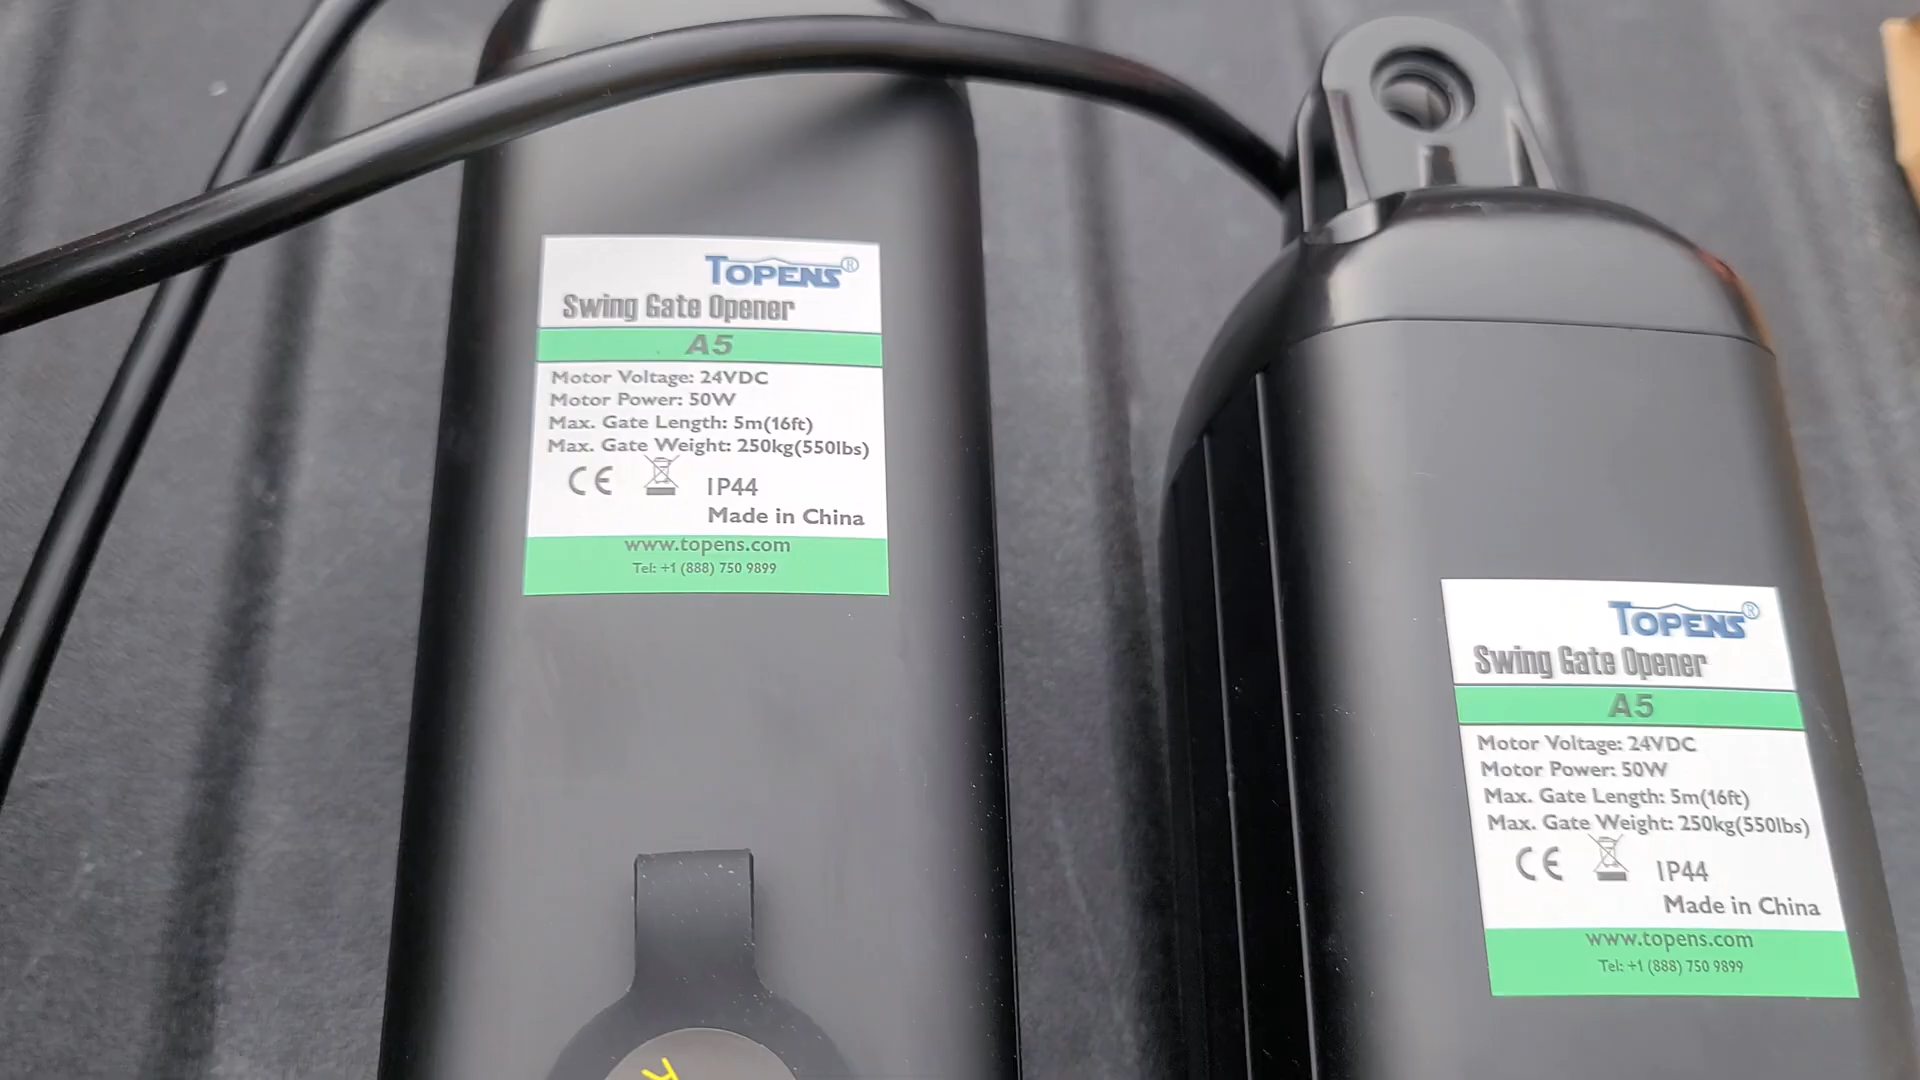 TOPENS®
Swing Gate Opener
A5
Motor Voltage: 24VDC
Motor Power: 50W
Max. Gate Length: 5m(16ft)
Max. Gate Weight: 250kg(550lbs)
CE IP44
Made in China
www.topens.com
Tel: +1 (888) 750 9899
TOPENS®
Swing Gate Opener
A5
Motor Voltage: 24VDC
Motor Power: 50W
Max. Gate Length: 5m(16ft)
Max. Gate Weight: 250kg(550lbs)
CE IP44
Made in China
www.topens.com
Tel: +1 (888) 750 9899